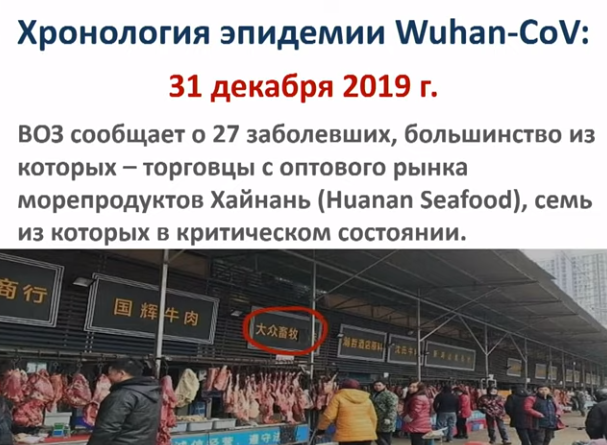 Хронология эпидемии Wuhan-CoV:
31 декабря 2019 г.
ВОЗ сообщает о 27 заболевших, большинство из
которых – торговцы с оптового рынка
морепродуктов Хайнань (Huanan Seafood), семь
из которых в критическом состоянии.
商行
国辉牛肉
大众畜牧